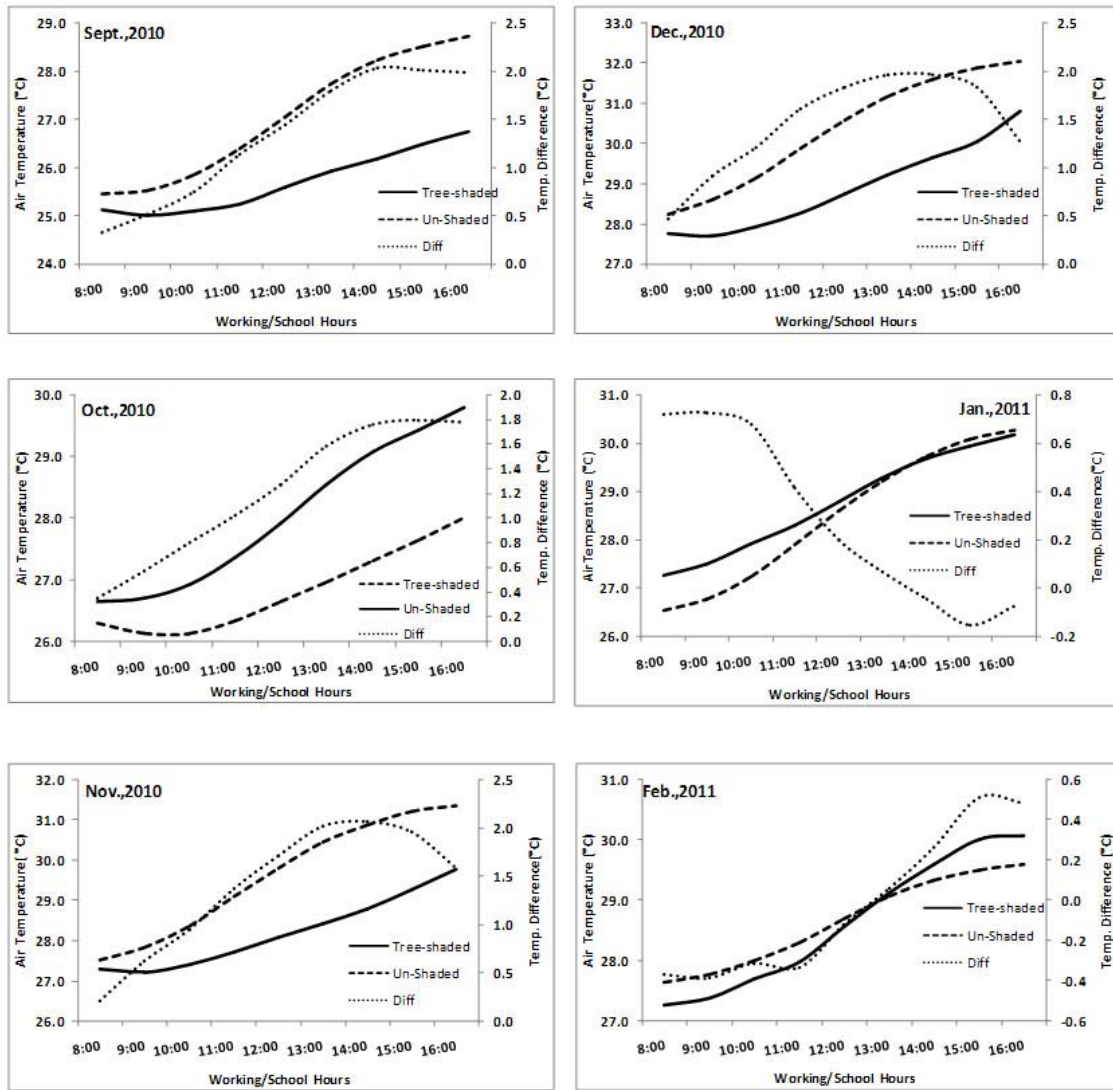 Sept.,2010
Air Temperature (°C)
29.0
28.0
27.0
26.0
25.0
24.0
2.5
2.0
1.5
1.0
0.5
0.0
Temp. Difference (°C)
Tree-shaded
Un-Shaded
Diff
8:00 9:00 10:00 11:00 12:00 13:00 14:00 15:00 16:00
Working/School Hours
Dec.,2010
Air Temperature(°C)
33.0
32.0
31.0
30.0
29.0
28.0
27.0
2.5
2.0
1.5
1.0
0.5
0.0
Temp. Difference (°C)
Tree-shaded
Un-Shaded
Diff
8:00 9:00 10:00 11:00 12:00 13:00 14:00 15:00 16:00
Working/School Hours
Oct.,2010
Air Temperature (°C)
30.0
29.0
28.0
27.0
26.0
2.0
1.8
1.6
1.4
1.2
1.0
0.8
0.6
0.4
0.2
0.0
Temp. Difference (°C)
Tree-shaded
Un-Shaded
Diff
8:00 9:00 10:00 11:00 12:00 13:00 14:00 15:00 16:00
Working/School Hours
Jan.,2011
Air Temperature (°C)
31.0
30.0
29.0
28.0
27.0
26.0
0.8
0.6
0.4
0.2
0.0
-0.2
Temp. Difference(°C)
Tree-shaded
Un-Shaded
Diff
8:00 9:00 10:00 11:00 12:00 13:00 14:00 15:00 16:00
Working/School Hours
Nov.,2010
Air Temperature(°C)
32.0
31.0
30.0
29.0
28.0
27.0
26.0
2.5
2.0
1.5
1.0
0.5
0.0
Temp. Difference(°C)
Tree-shaded
Un-Shaded
Diff
8:00 9:00 10:00 11:00 12:00 13:00 14:00 15:00 16:00
Working/School Hours
Feb.,2011
Air Temperature (°C)
31.0
30.0
29.0
28.0
27.0
0.6
0.4
0.2
0.0
-0.2
-0.4
-0.6
Temp. Difference (°C)
Tree-shaded
Un-Shaded
Diff
8:00 9:00 10:00 11:00 12:00 13:00 14:00 15:00 16:00
Working/School Hours